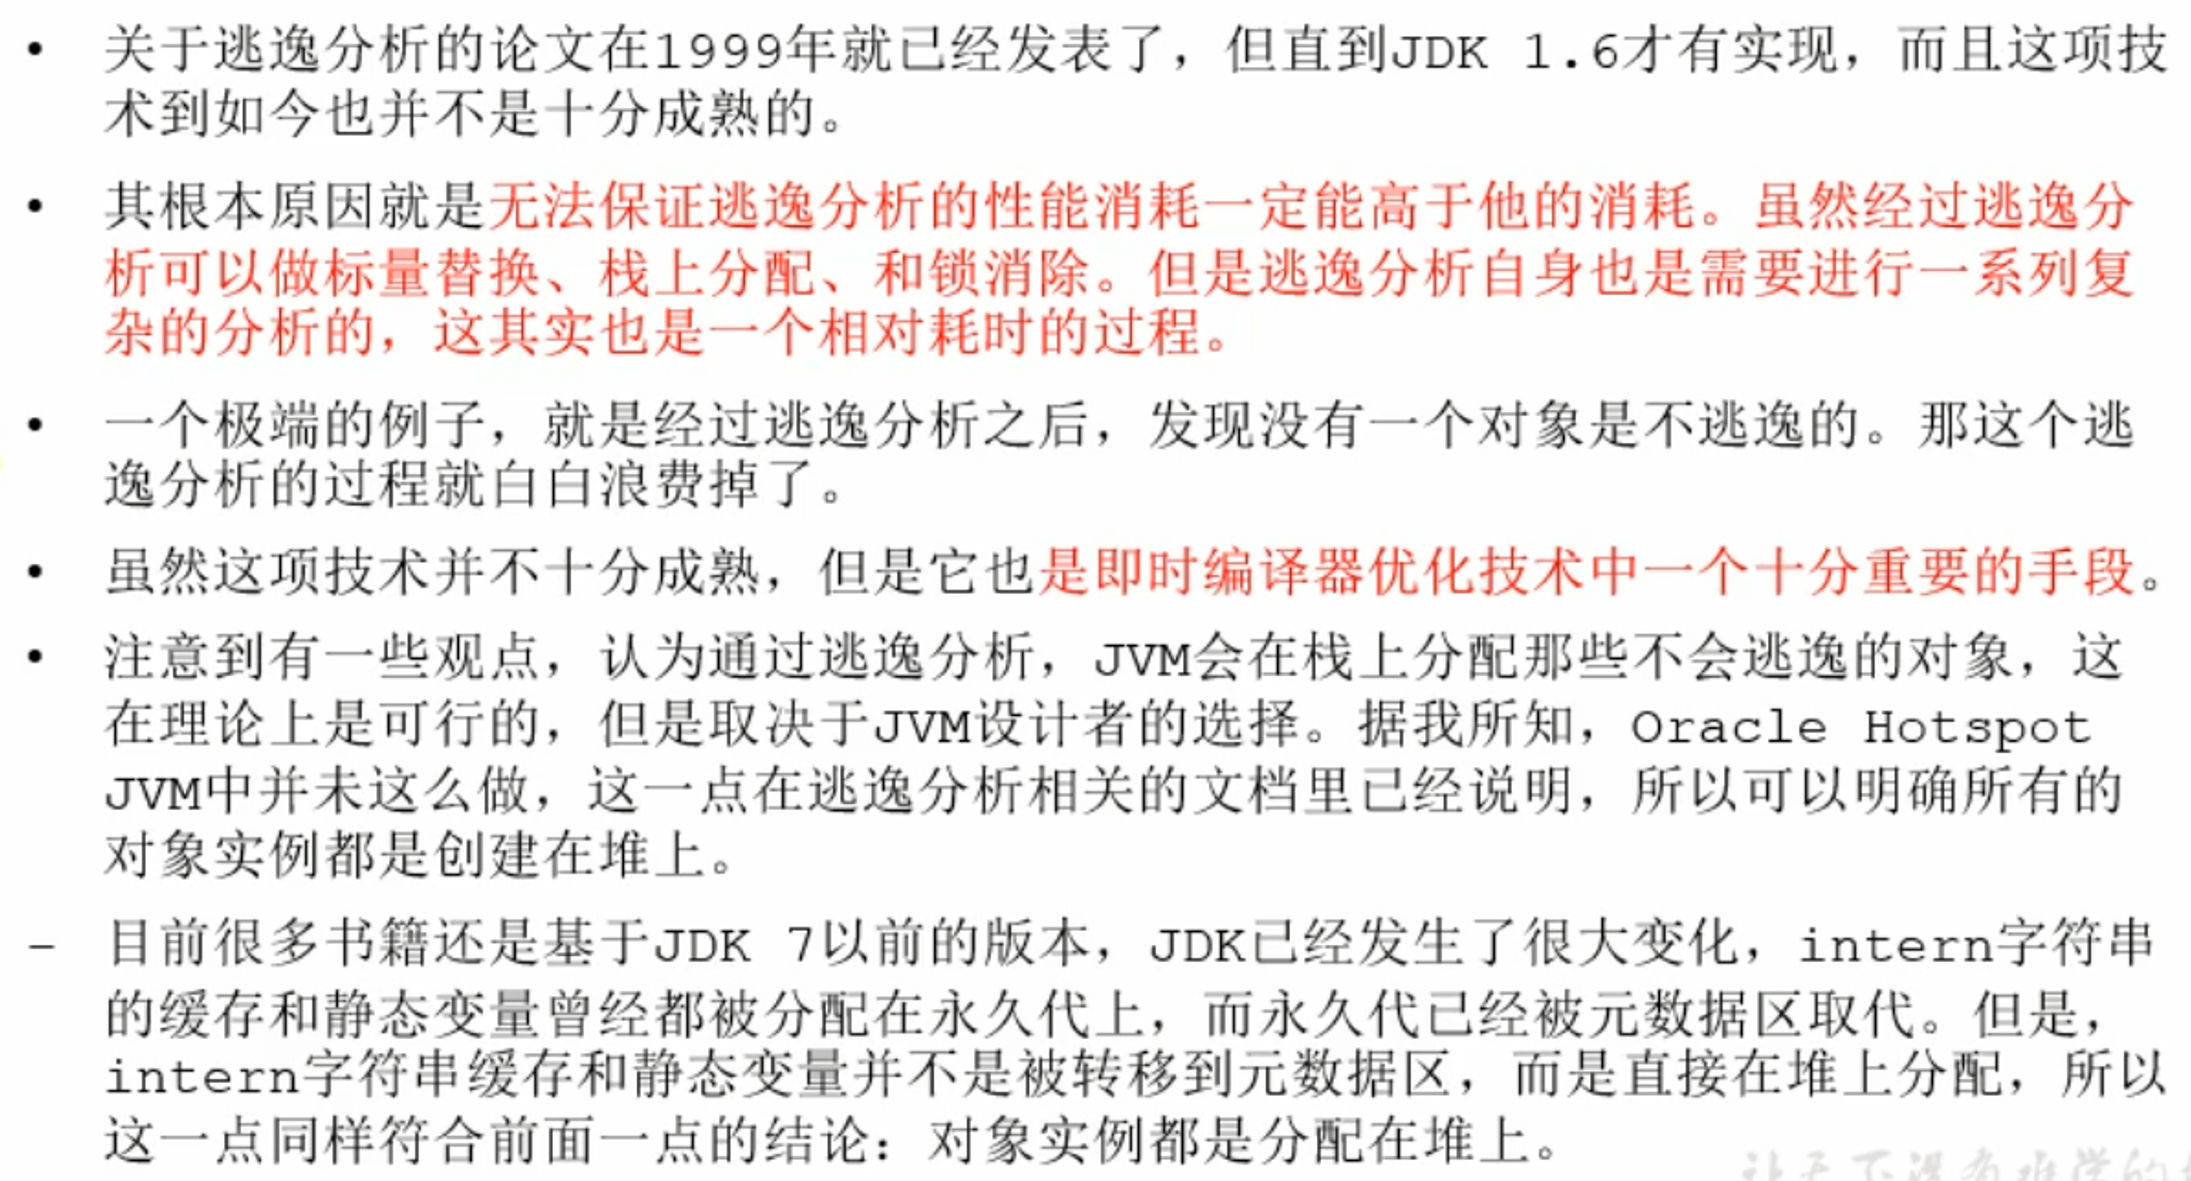 • 关于逃逸分析的论文在1999年就已经发表了，但直到JDK 1.6才有实现，而且这项技
术到如今也并不是十分成熟的。
• 其根本原因就是无法保证逃逸分析的性能消耗一定能高于他的消耗。虽然经过逃逸分
析可以做标量替换、栈上分配、和锁消除。但是逃逸分析自身也是需要进行一系列复
杂的分析的，这其实也是一个相对耗时的过程。
• 一个极端的例子，就是经过逃逸分析之后，发现没有一个对象是不逃逸的。那这个逃
逸分析的过程就白白浪费掉了。
• 虽然这项技术并不十分成熟，但是它也是即时编译器优化技术中一个十分重要的手段。
• 注意到有一些观点，认为通过逃逸分析，JVM会在栈上分配那些不会逃逸的对象，这
在理论上是可行的，但是取决于JVM设计者的选择。据我所知，Oracle Hotspot
JVM中并未这么做，这一点在逃逸分析相关的文档里已经说明，所以可以明确所有的
对象实例都是创建在堆上。
– 目前很多书籍还是基于JDK 7以前的版本，JDK已经发生了很大变化，intern字符串
的缓存和静态变量曾经都被分配在永久代上，而永久代已经被元数据区取代。但是，
intern字符串缓存和静态变量并不是被转移到元数据区，而是直接在堆上分配，所以
这一点同样符合前面一点的结论：对象实例都是分配在堆上。
让天下没有难学的